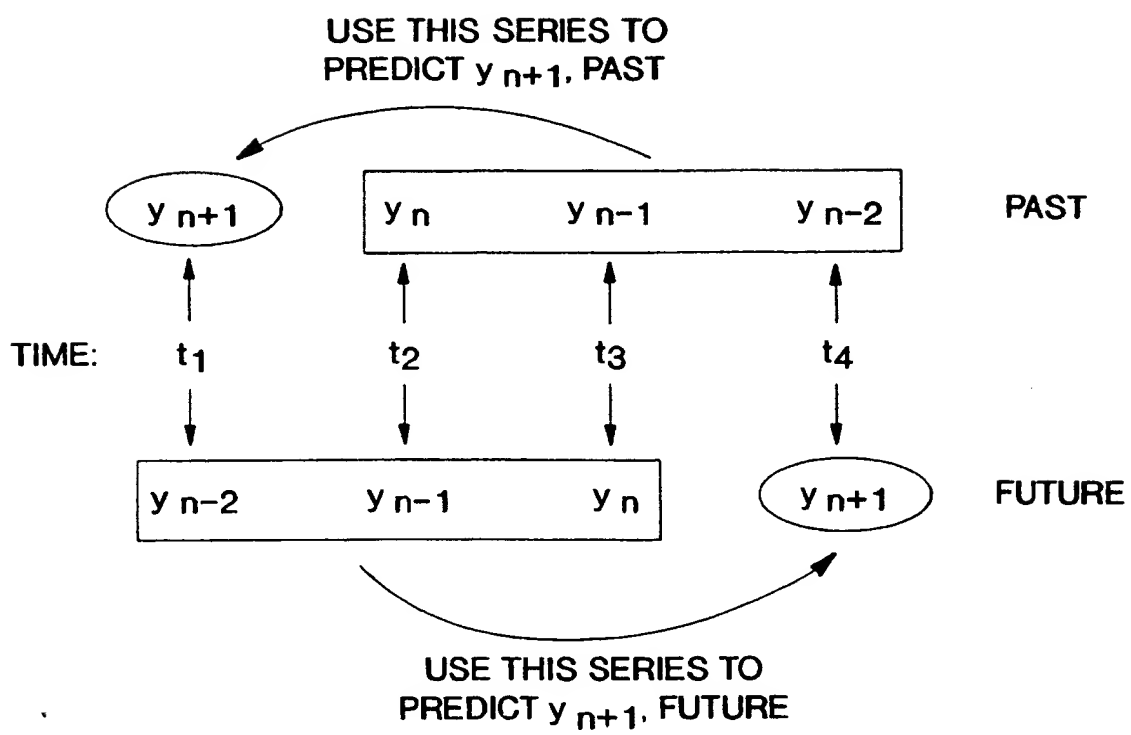 USE THIS SERIES TO
PREDICT y n+1, PAST
y n+1 y n y n-1 y n-2 PAST
TIME: t1 t2 t3 t4
y n-2 y n-1 y n y n+1 FUTURE
USE THIS SERIES TO
PREDICT y n+1, FUTURE